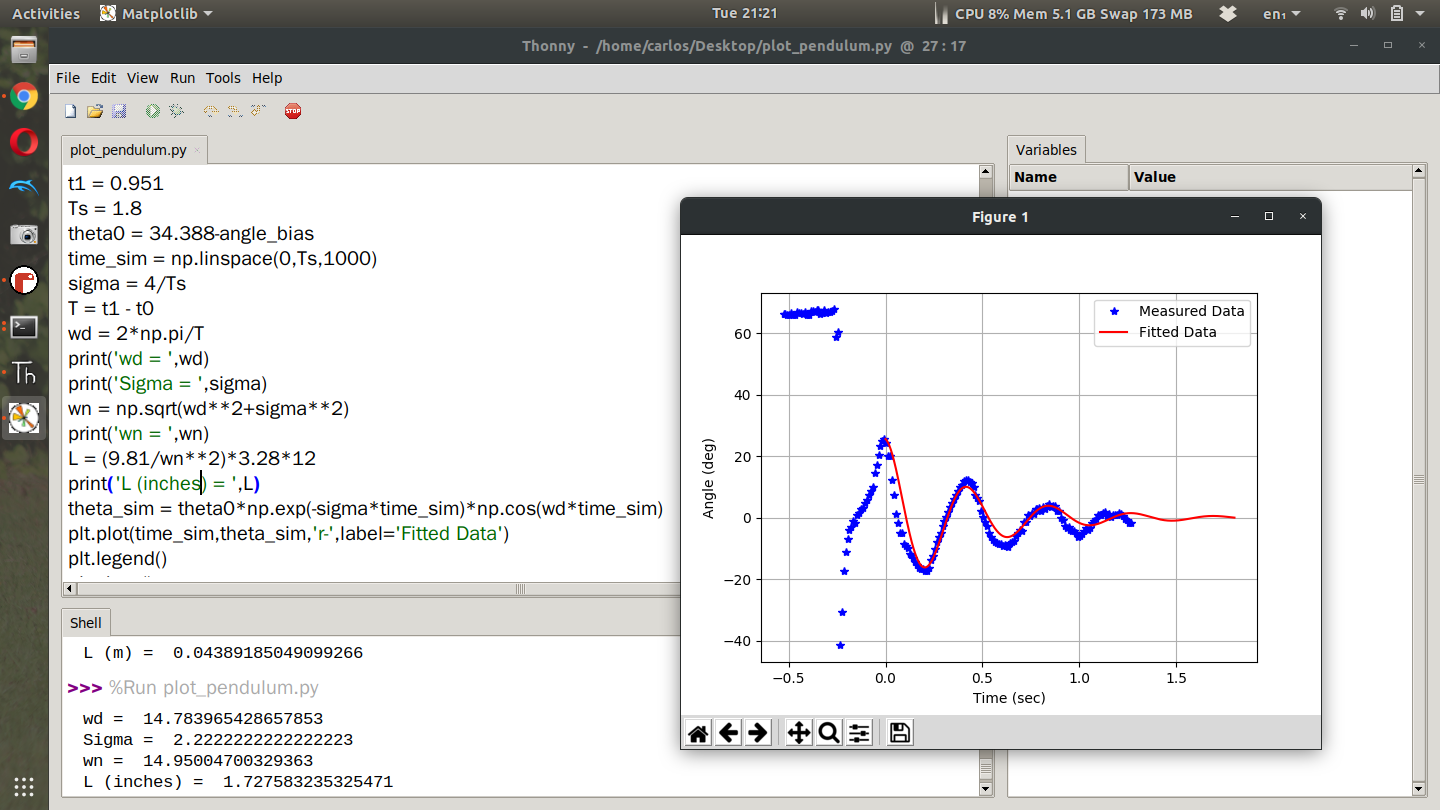 Activities Matplotlib Tue 21:21 CPU 8% Mem 5.1 GB Swap 173 MB en₁
Thonny - /home/carlos/Desktop/plot_pendulum.py @ 27 : 17
File Edit View Run Tools Help
STOP
plot_pendulum.py
t1 = 0.951
Ts = 1.8
theta0 = 34.388-angle_bias
time_sim = np.linspace(0,Ts,1000)
sigma = 4/Ts
T = t1 - t0
wd = 2*np.pi/T
print('wd = ',wd)
print('Sigma = ',sigma)
wn = np.sqrt(wd**2+sigma**2)
print('wn = ',wn)
L = (9.81/wn**2)*3.28*12
print('L (inches) = ',L)
theta_sim = theta0*np.exp(-sigma*time_sim)*np.cos(wd*time_sim)
plt.plot(time_sim,theta_sim,'r-',label='Fitted Data')
plt.legend()
Shell
L (m) =  0.04389185049099266
>>> %Run plot_pendulum.py
wd =  14.783965428657853
Sigma =  2.2222222222222223
wn =  14.95004700329363
L (inches) =  1.727583235325471
Variables
Name Value
Figure 1
Measured Data
Fitted Data
60
40
20
0
−20
−40
Angle (deg)
−0.5 0.0 0.5 1.0 1.5
Time (sec)
Th